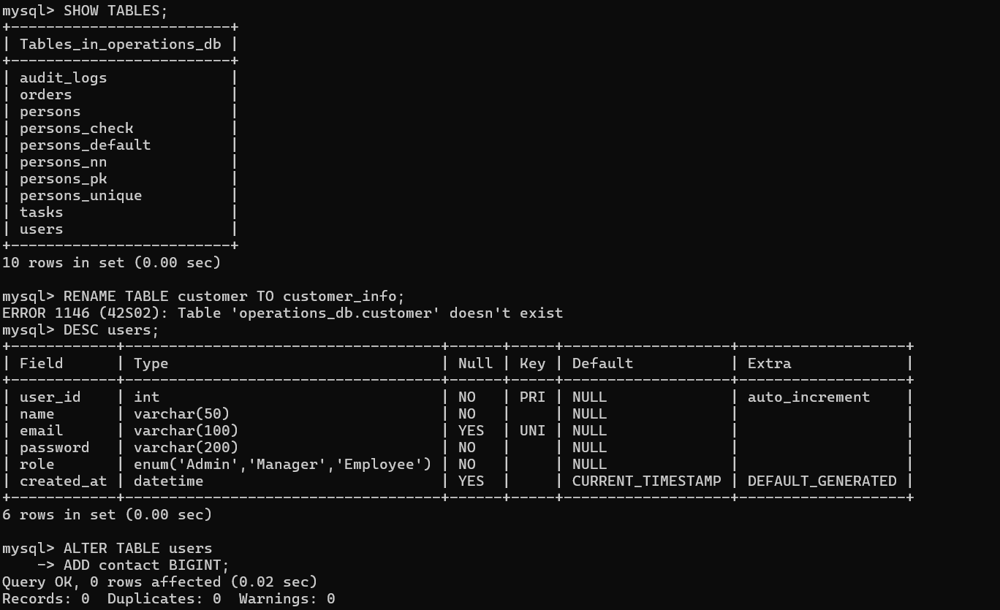 mysql> SHOW TABLES;
+-------------------------+
| Tables_in_operations_db |
+-------------------------+
| audit_logs              |
| orders                  |
| persons                 |
| persons_check           |
| persons_default         |
| persons_nn              |
| persons_pk              |
| persons_unique          |
| tasks                   |
| users                   |
+-------------------------+
10 rows in set (0.00 sec)

mysql> RENAME TABLE customer TO customer_info;
ERROR 1146 (42S02): Table 'operations_db.customer' doesn't exist
mysql> DESC users;
+------------+------------------------------------+------+-----+-------------------+-------------------+
| Field      | Type                               | Null | Key | Default           | Extra             |
+------------+------------------------------------+------+-----+-------------------+-------------------+
| user_id    | int                                | NO   | PRI | NULL              | auto_increment    |
| name       | varchar(50)                        | NO   |     | NULL              |                   |
| email      | varchar(100)                       | YES  | UNI | NULL              |                   |
| password   | varchar(200)                       | NO   |     | NULL              |                   |
| role       | enum('Admin','Manager','Employee') | NO   |     | NULL              |                   |
| created_at | datetime                           | YES  |     | CURRENT_TIMESTAMP | DEFAULT_GENERATED |
+------------+------------------------------------+------+-----+-------------------+-------------------+
6 rows in set (0.00 sec)

mysql> ALTER TABLE users
    -> ADD contact BIGINT;
Query OK, 0 rows affected (0.02 sec)
Records: 0  Duplicates: 0  Warnings: 0